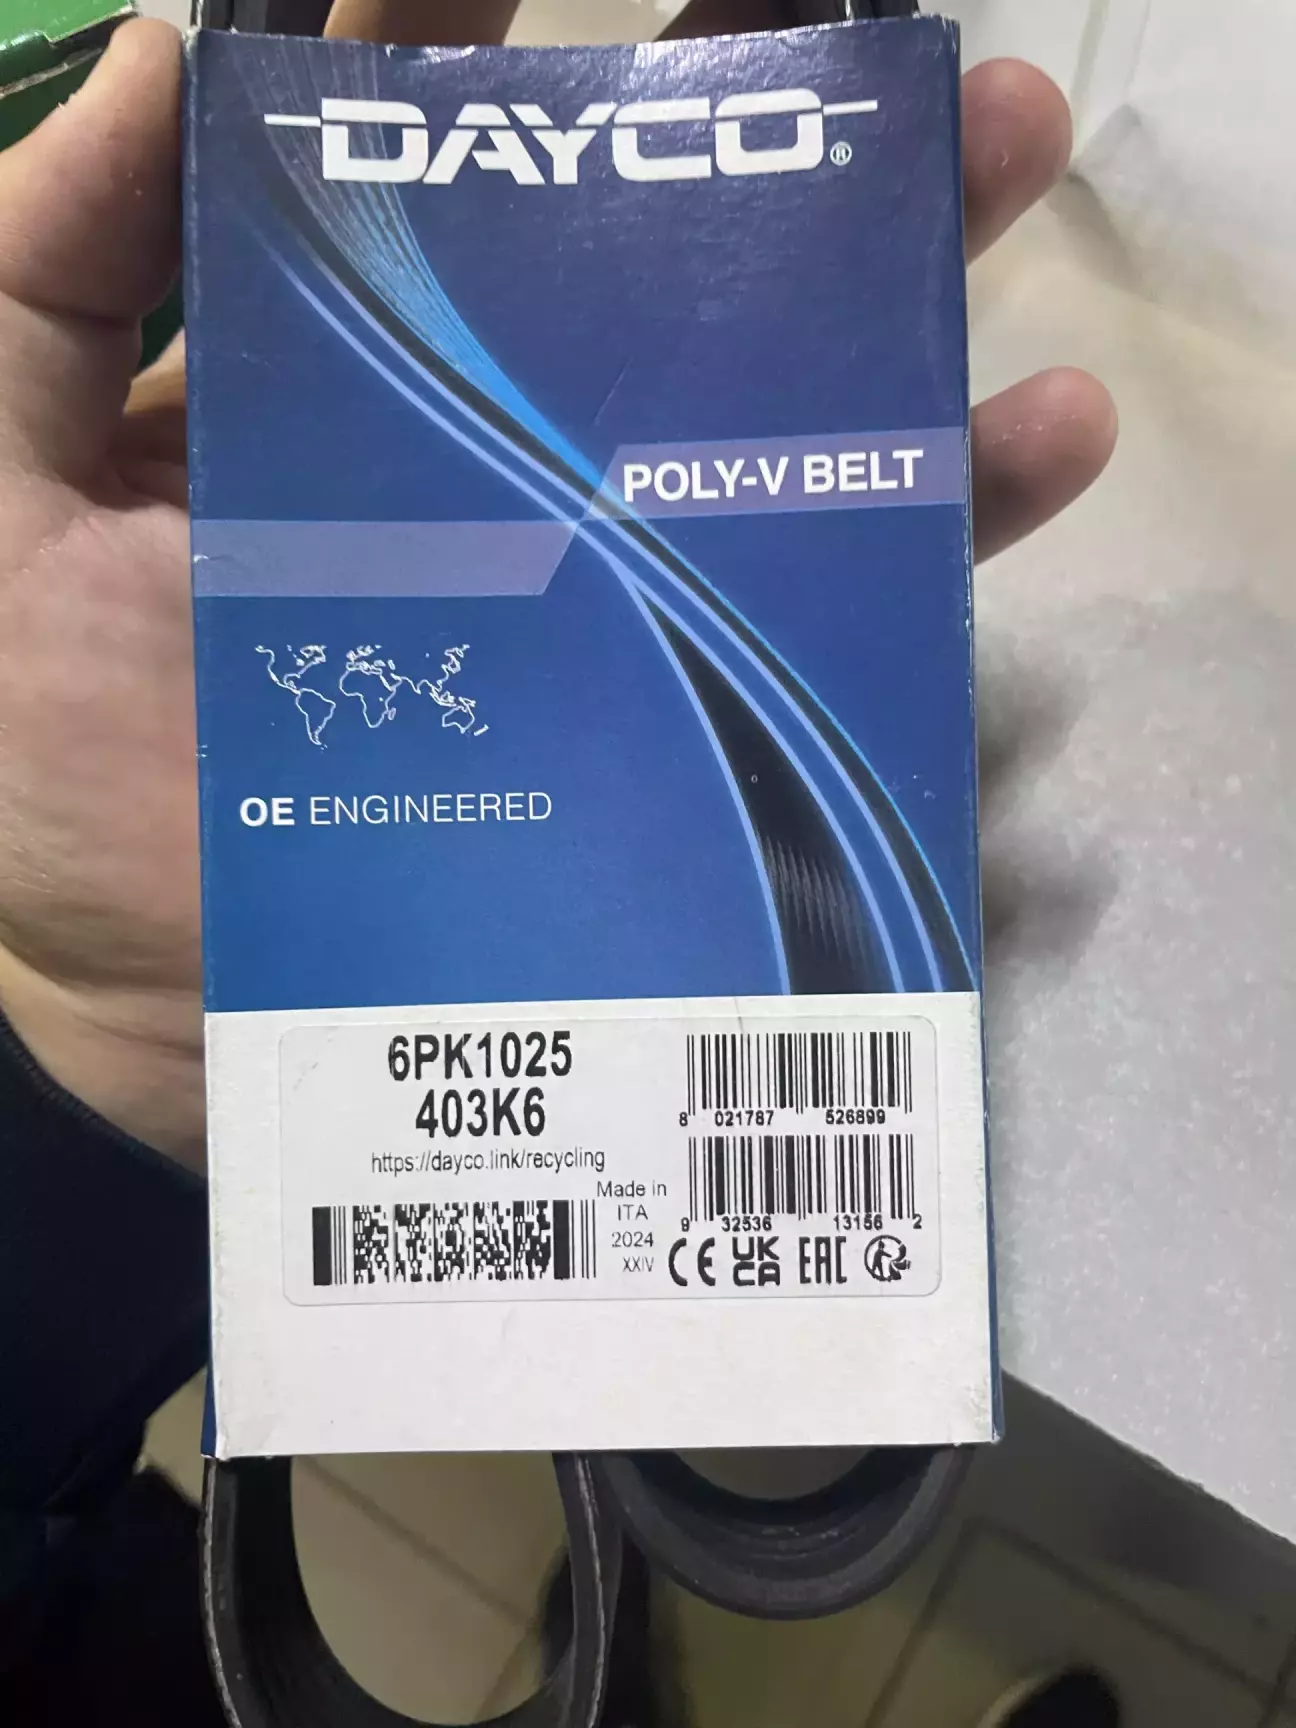 DAYCO®
POLY-V BELT
OE ENGINEERED
6PK1025
403K6
https://dayco.link/recycling
Made in
ITA
2024
XXIV
8 021787 526899
9 32536 13156 2
CE UK CA EAC